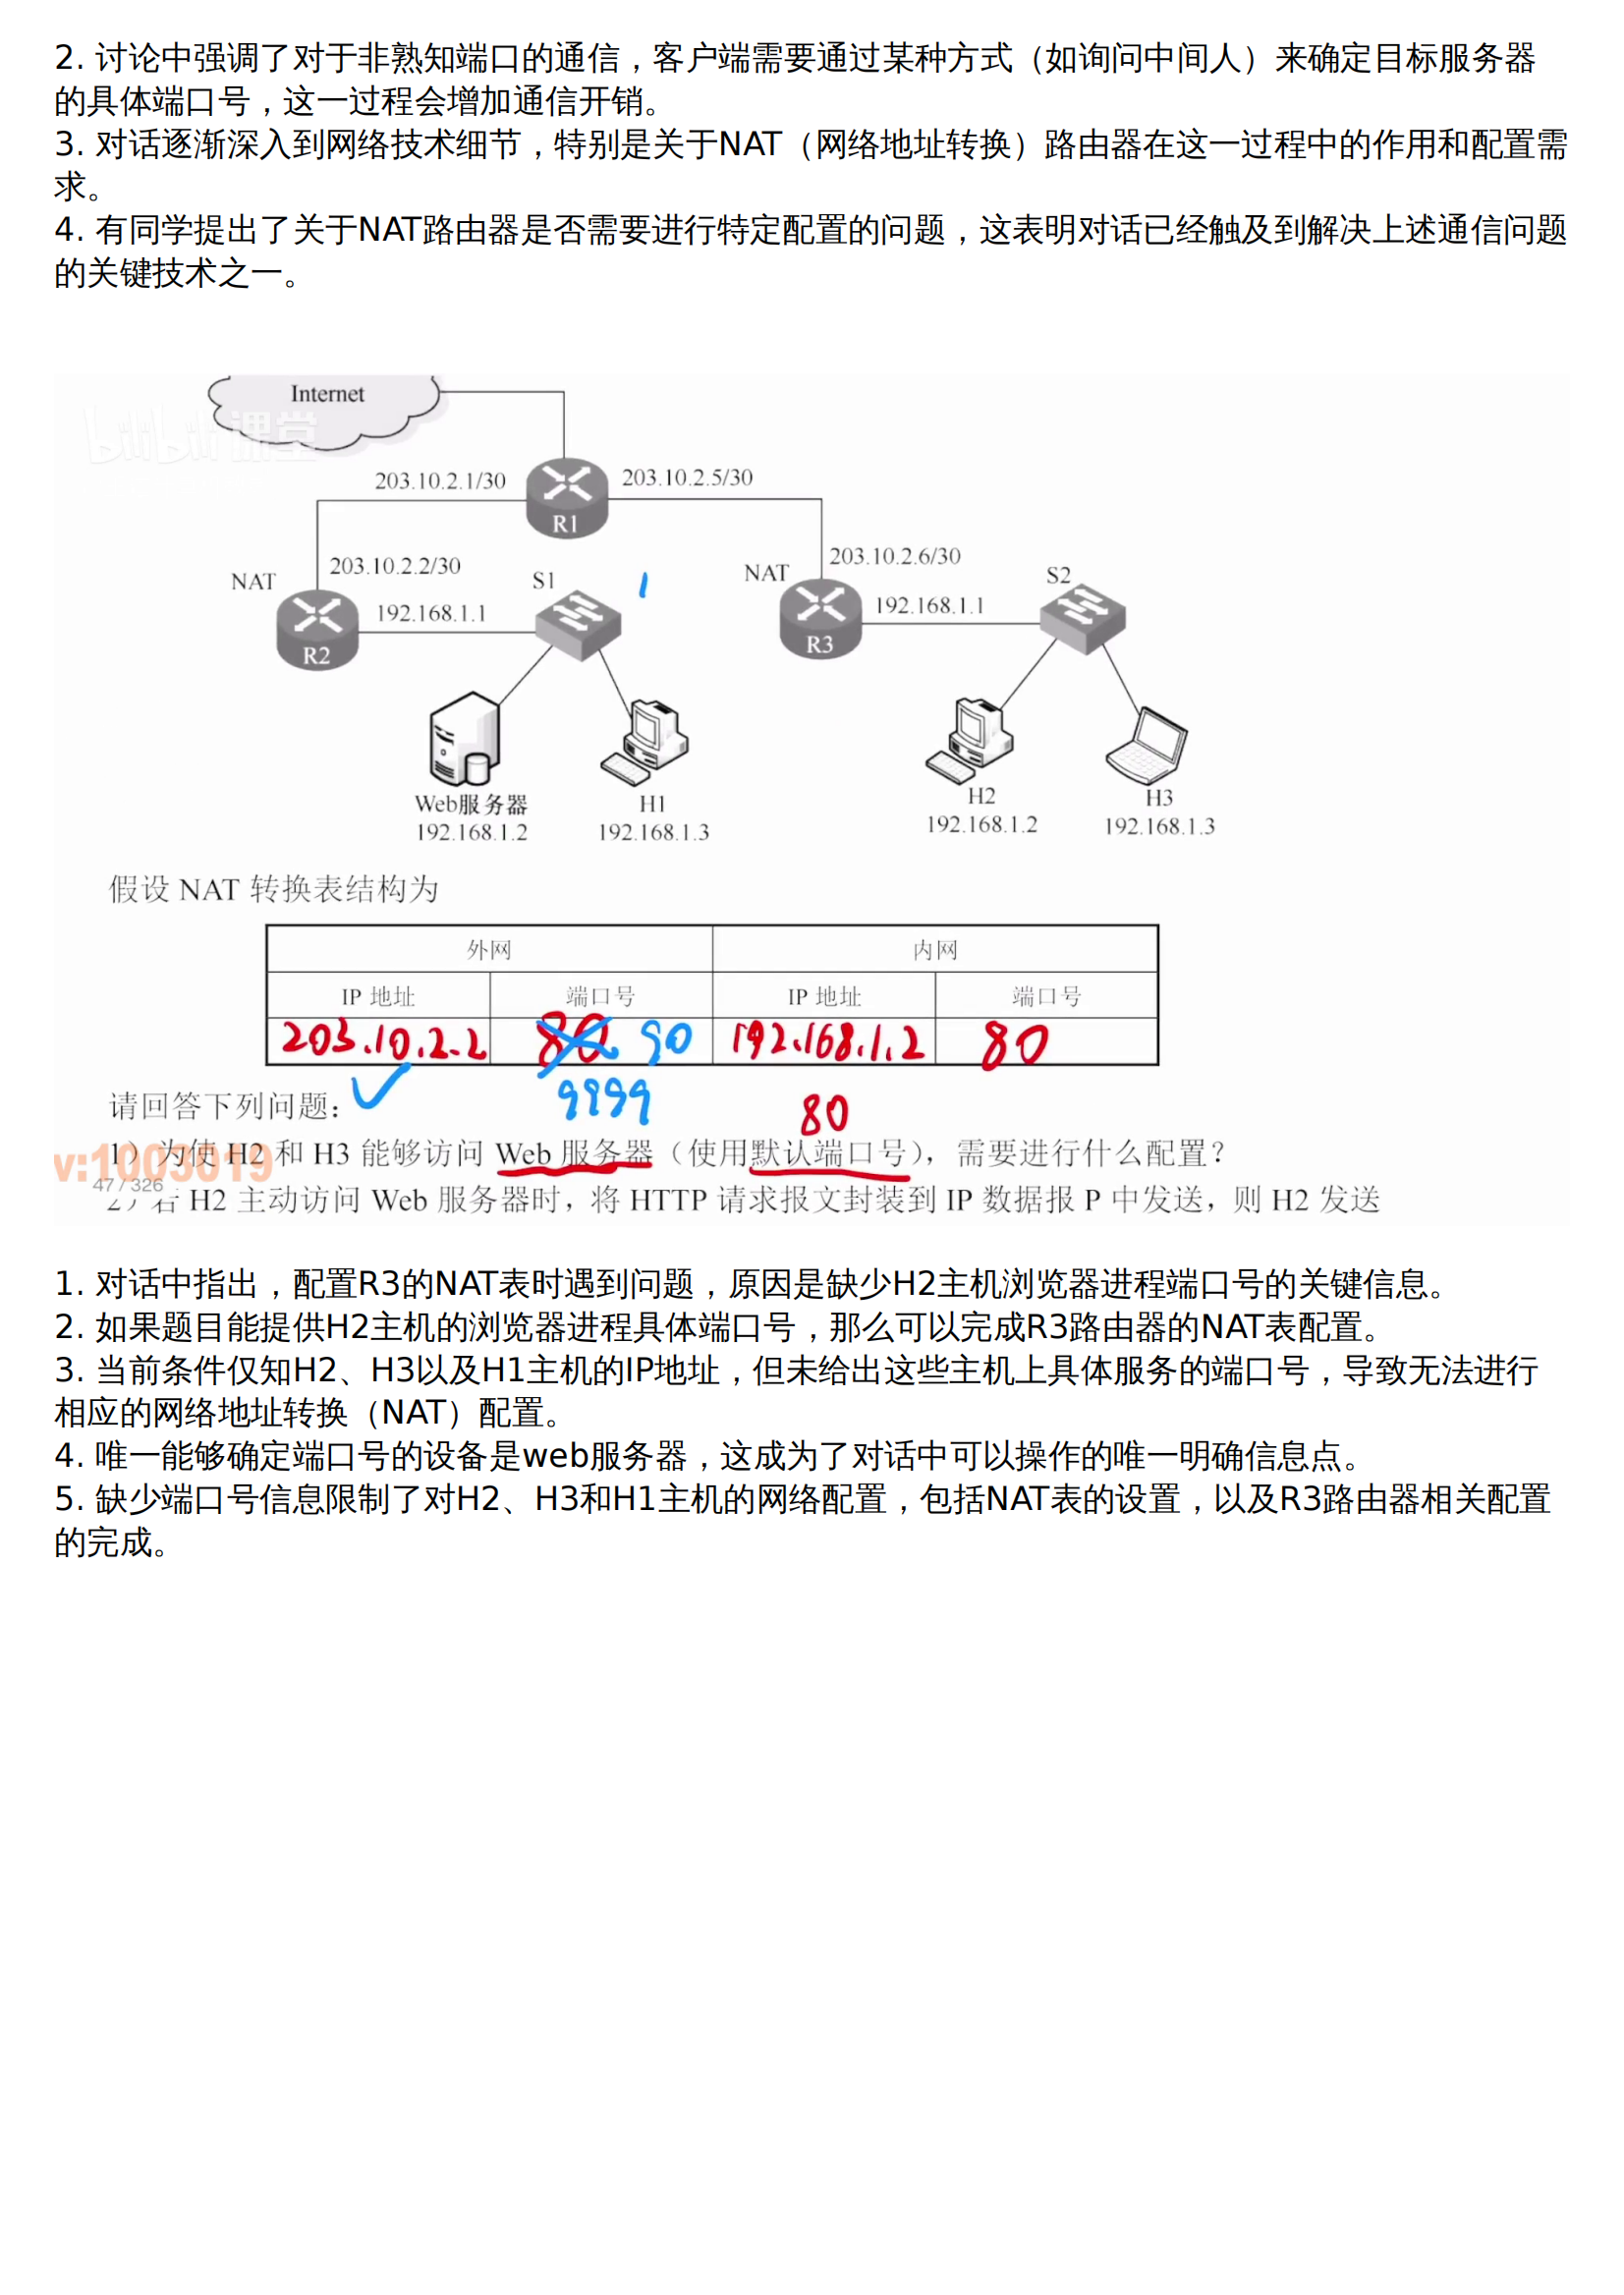 2. 讨论中强调了对于非熟知端口的通信，客户端需要通过某种方式（如询问中间人）来确定目标服务器
的具体端口号，这一过程会增加通信开销。
3. 对话逐渐深入到网络技术细节，特别是关于NAT（网络地址转换）路由器在这一过程中的作用和配置需
求。
4. 有同学提出了关于NAT路由器是否需要进行特定配置的问题，这表明对话已经触及到解决上述通信问题
的关键技术之一。
Internet
bilibili课堂
203.10.2.1/30
203.10.2.5/30
R1
203.10.2.2/30
203.10.2.6/30
NAT
S1
1
NAT
S2
192.168.1.1
192.168.1.1
R2
R3
Web服务器
H1
H2
H3
192.168.1.2
192.168.1.3
192.168.1.2
192.168.1.3
假设 NAT 转换表结构为
外网 内网
IP 地址 端口号 IP 地址 端口号
203.10.2.2 80 90 192.168.1.2 80
9999
请回答下列问题：
80
1）为使 H2 和 H3 能够访问 Web 服务器（使用默认端口号），需要进行什么配置？
v:1003019
47 / 326
2）若 H2 主动访问 Web 服务器时，将 HTTP 请求报文封装到 IP 数据报 P 中发送，则 H2 发送
1. 对话中指出，配置R3的NAT表时遇到问题，原因是缺少H2主机浏览器进程端口号的关键信息。
2. 如果题目能提供H2主机的浏览器进程具体端口号，那么可以完成R3路由器的NAT表配置。
3. 当前条件仅知H2、H3以及H1主机的IP地址，但未给出这些主机上具体服务的端口号，导致无法进行
相应的网络地址转换（NAT）配置。
4. 唯一能够确定端口号的设备是web服务器，这成为了对话中可以操作的唯一明确信息点。
5. 缺少端口号信息限制了对H2、H3和H1主机的网络配置，包括NAT表的设置，以及R3路由器相关配置
的完成。